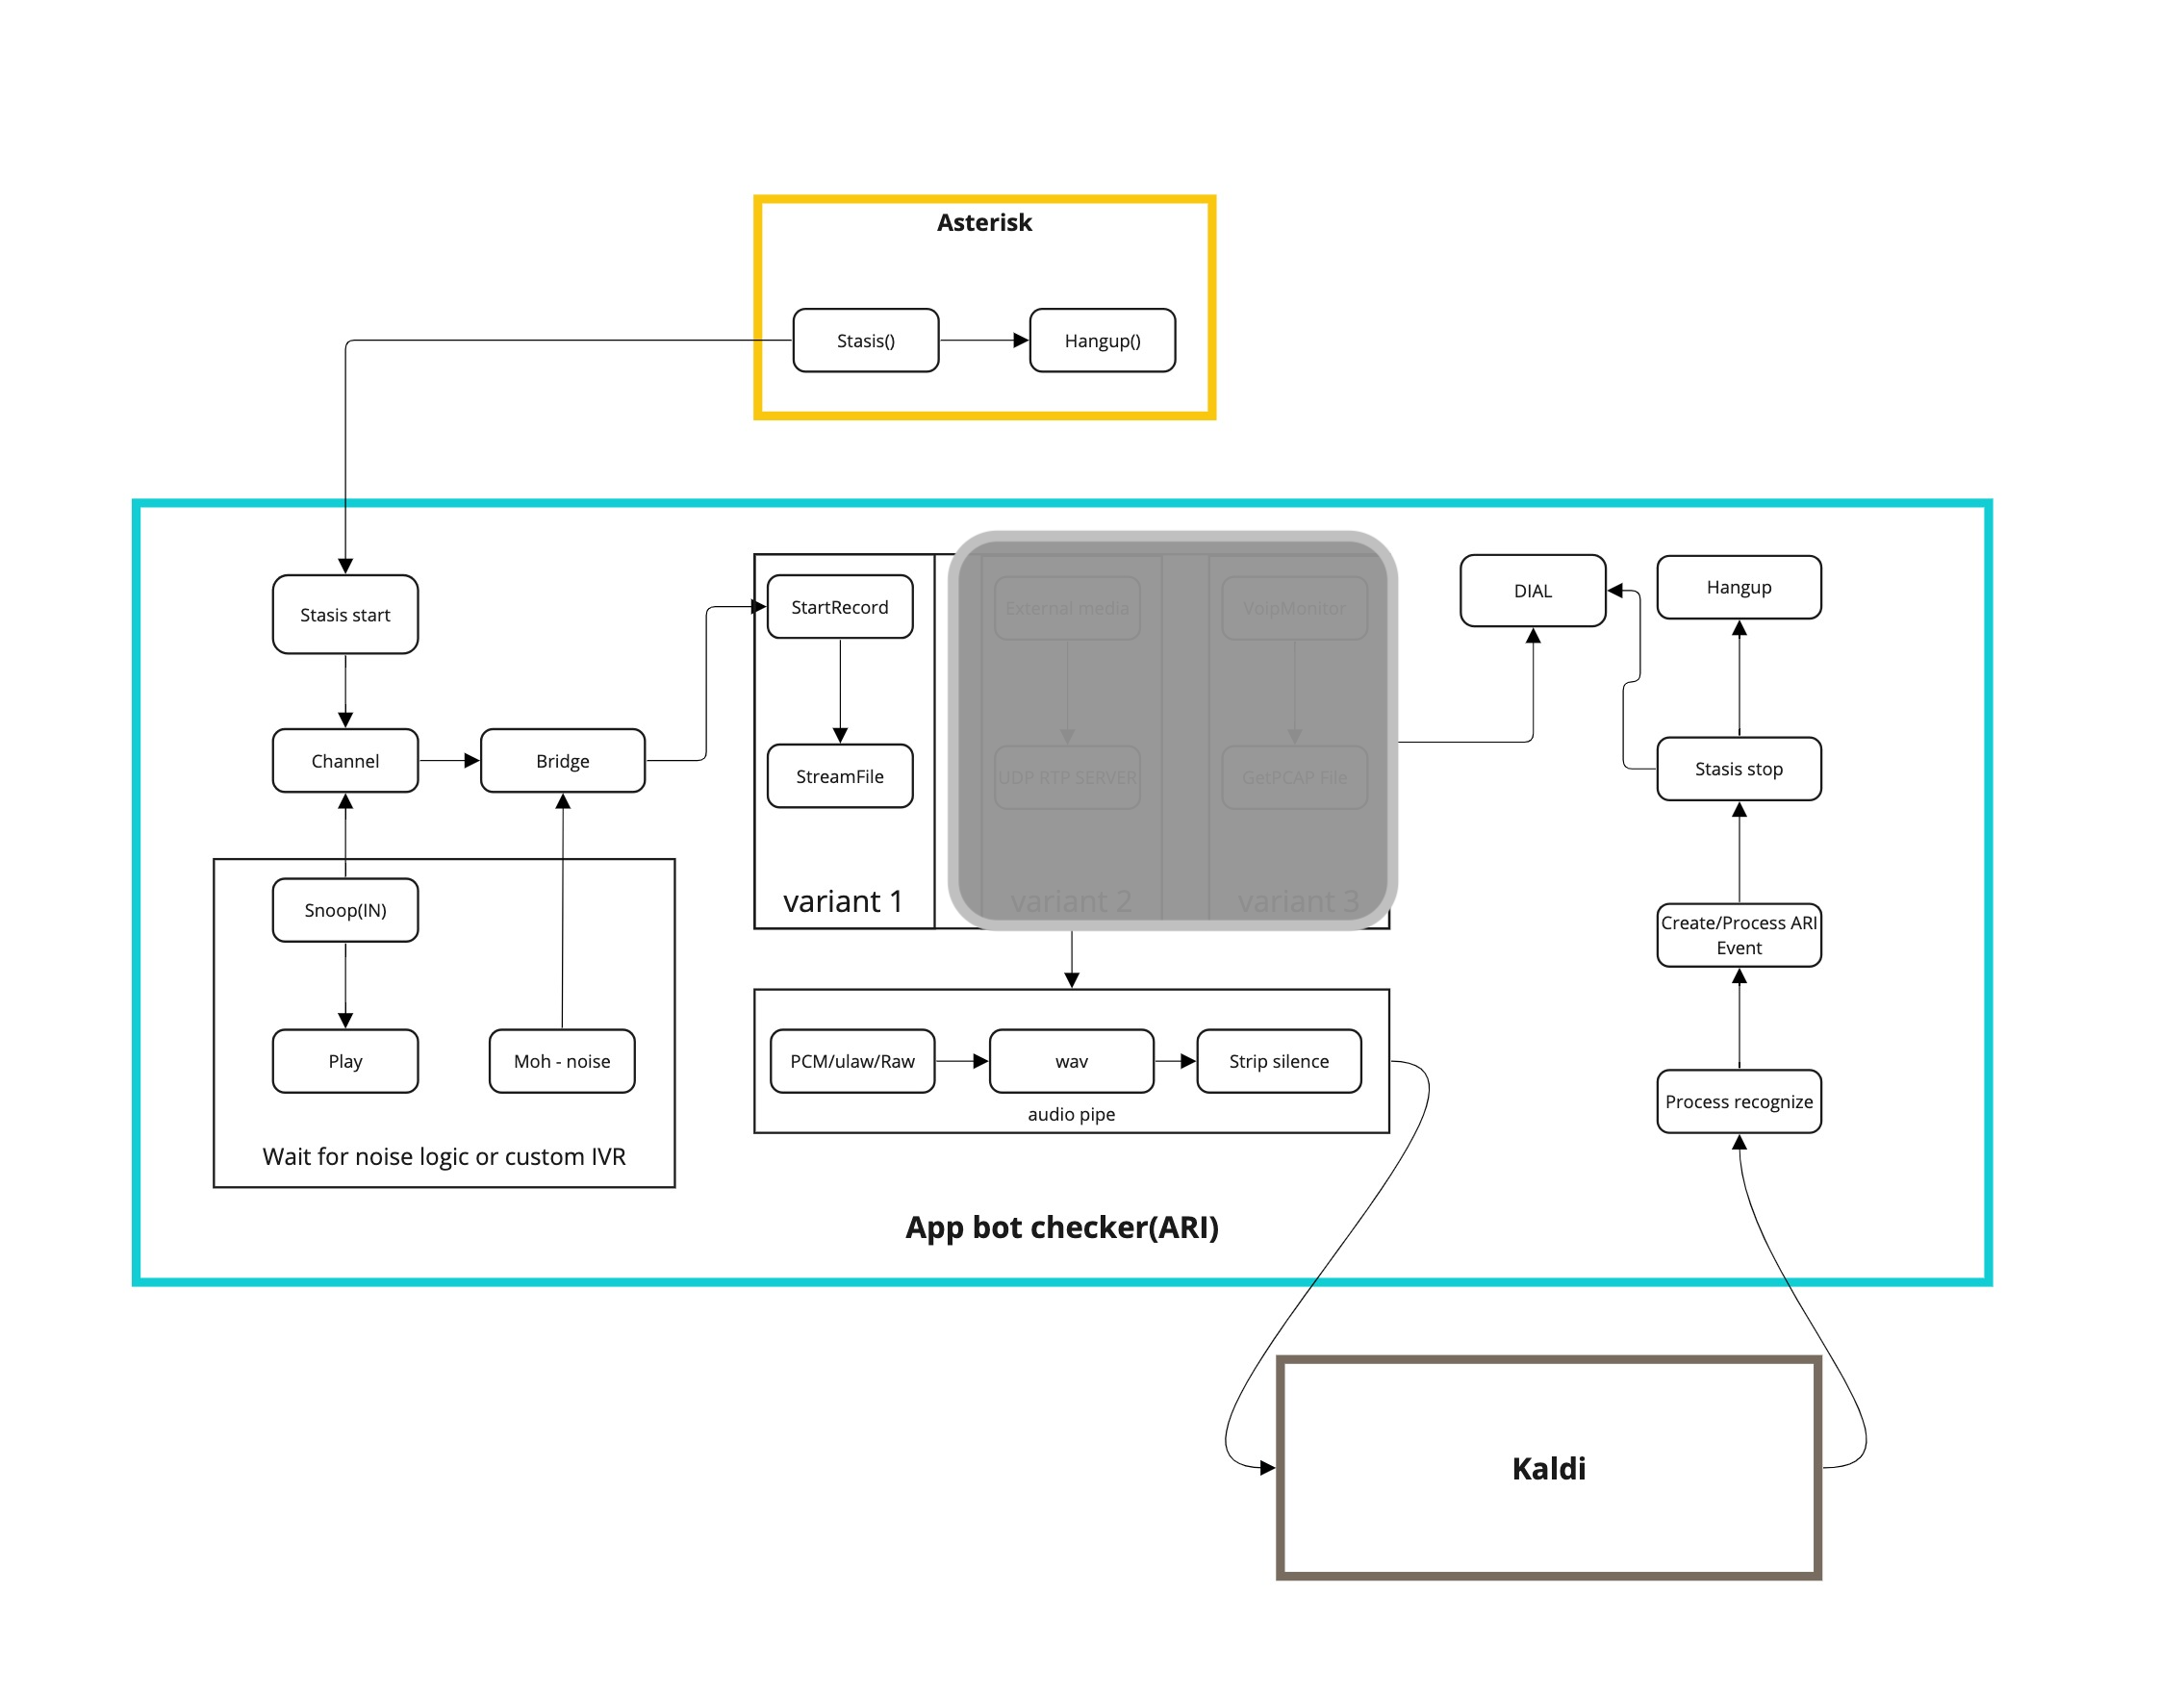 Asterisk
Stasis()
Hangup()
Stasis start
Channel
Bridge
Snoop(IN)
Play
Moh - noise
Wait for noise logic or custom IVR
StartRecord
StreamFile
variant 1
External media
UDP RTP SERVER
variant 2
VoipMonitor
GetPCAP File
variant 3
PCM/ulaw/Raw
wav
Strip silence
audio pipe
DIAL
Hangup
Stasis stop
Create/Process ARI
Event
Process recognize
App bot checker(ARI)
Kaldi